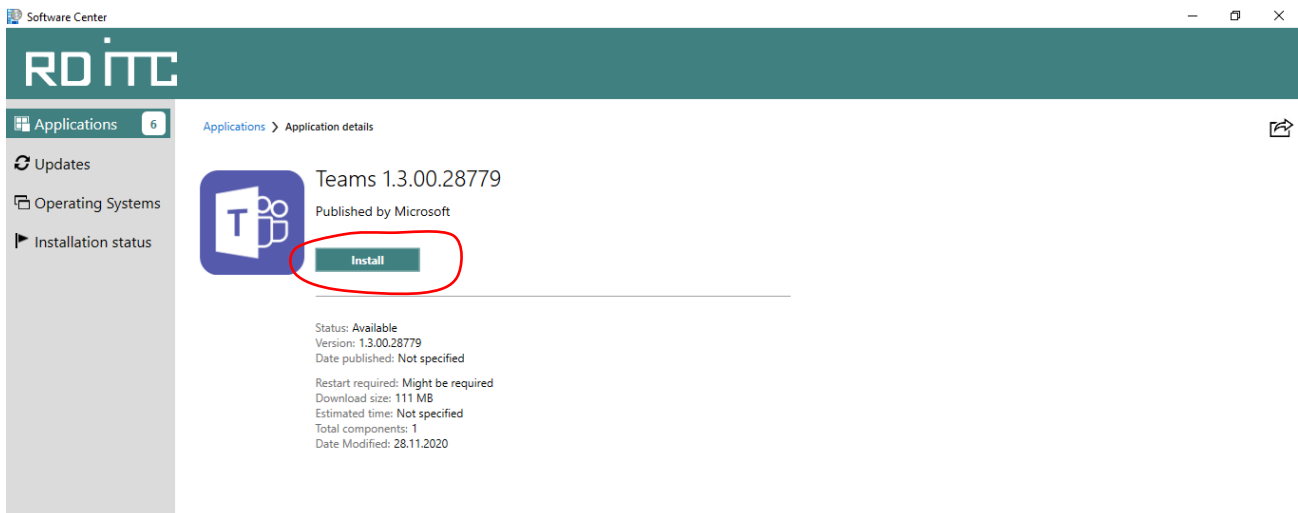 Software Center
RD ITC
Applications 6
Updates
Operating Systems
Installation status
Applications > Application details
T
Teams 1.3.00.28779
Published by Microsoft
Install
Status: Available
Version: 1.3.00.28779
Date published: Not specified
Restart required: Might be required
Download size: 111 MB
Estimated time: Not specified
Total components: 1
Date Modified: 28.11.2020